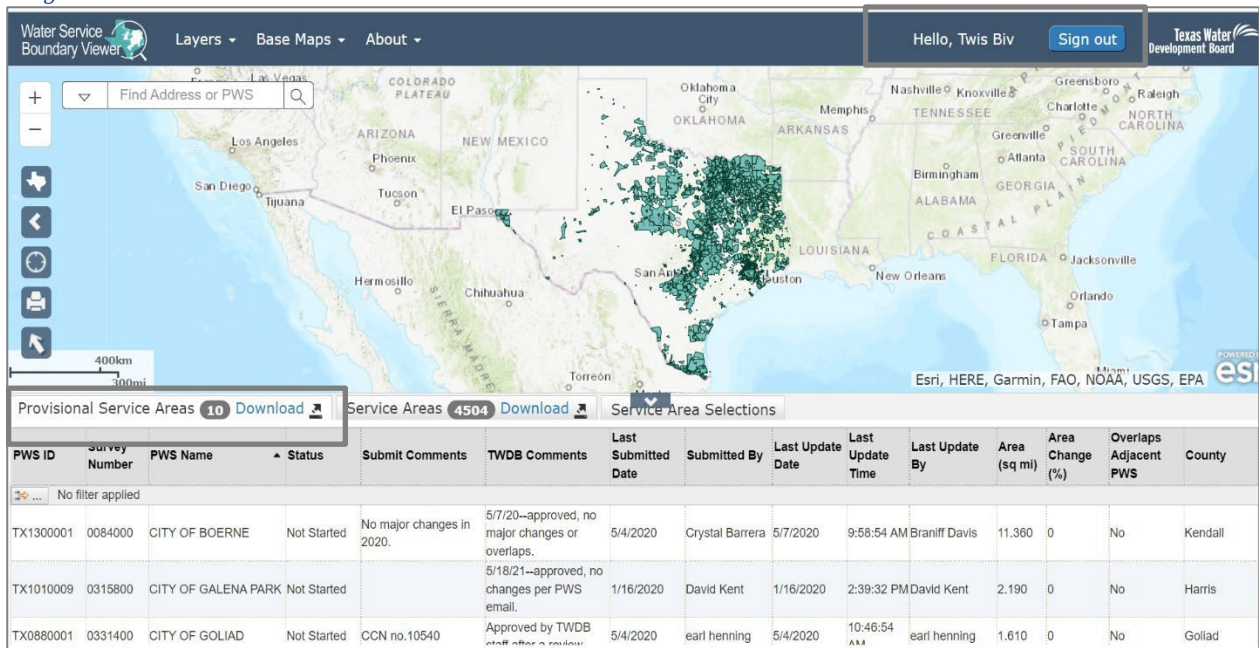 Water Service
Boundary Viewer
Layers
Base Maps
About
Hello, Twis Biv
Sign out
Texas Water
Development Board
+
Find Address or PWS
−
Las Vegas
COLORADO
PLATEAU
Los Angeles
ARIZONA
NEW MEXICO
Phoenix
San Diego
Tijuana
Tucson
El Paso
Hermosillo
Chihuahua
SIERRA MADRE
Torreón
Oklahoma
City
OKLAHOMA
Memphis
ARKANSAS
Nashville
Knoxville
TENNESSEE
Greensboro
Raleigh
Charlotte
NORTH
CAROLINA
Greenville
SOUTH
CAROLINA
Atlanta
Birmingham
GEORGIA
ALABAMA
COASTAL PLAIN
LOUISIANA
San An
Houston
New Orleans
FLORIDA
Jacksonville
Orlando
Tampa
Miami
400km
300mi
Esri, HERE, Garmin, FAO, NOAA, USGS, EPA
POWERED
esri
Provisional Service Areas 10 Download
Service Areas 4504 Download
Service Area Selections
PWS ID Survey Number PWS Name Status Submit Comments TWDB Comments Last Submitted Date Submitted By Last Update Date Last Update Time Last Update By Area (sq mi) Area Change (%) Overlaps Adjacent PWS County
... No filter applied
TX1300001 0084000 CITY OF BOERNE Not Started No major changes in 2020. 5/7/20--approved, no major changes or overlaps. 5/4/2020 Crystal Barrera 5/7/2020 9:58:54 AM Braniff Davis 11.360 0 No Kendall
TX1010009 0315800 CITY OF GALENA PARK Not Started 5/18/21--approved, no changes per PWS email. 1/16/2020 David Kent 1/16/2020 2:39:32 PM David Kent 2.190 0 No Harris
TX0880001 0331400 CITY OF GOLIAD Not Started CCN no.10540 Approved by TWDB staff after a review 5/4/2020 earl henning 5/4/2020 10:46:54 AM earl henning 1.610 0 No Goliad